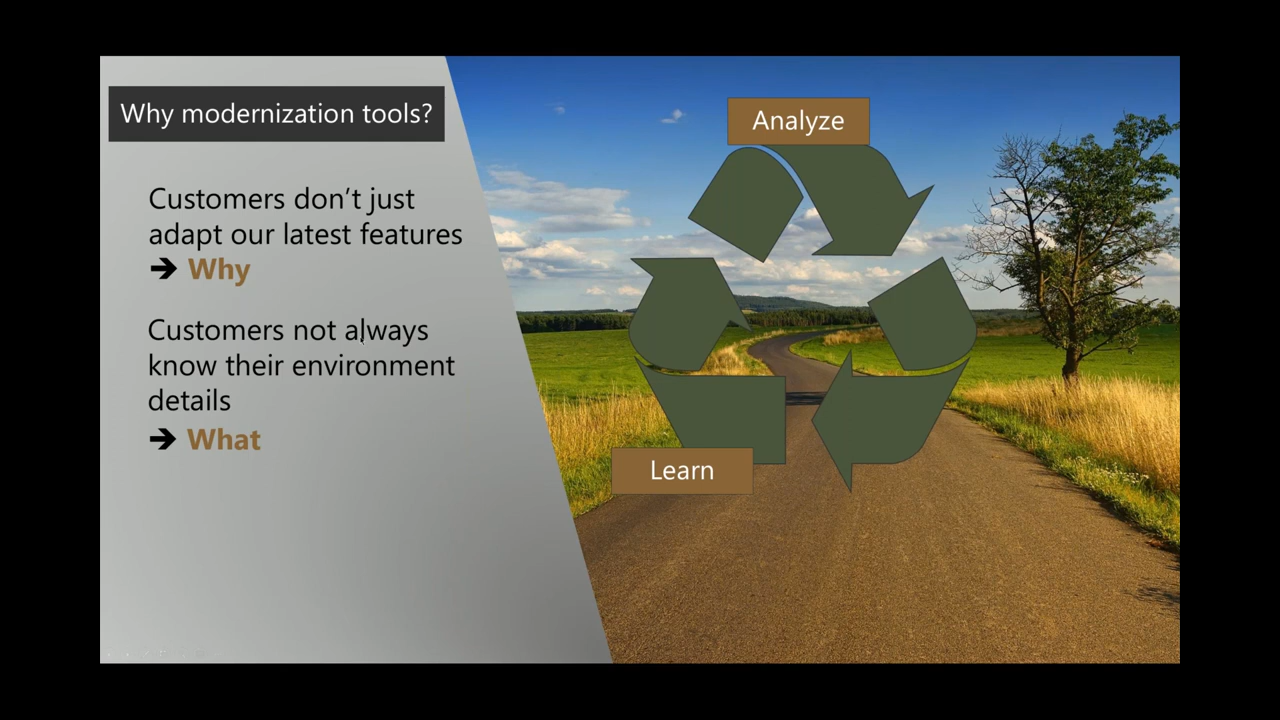 Why modernization tools?
Customers don't just
adapt our latest features
➔ Why
Customers not always
know their environment
details
➔ What
Analyze
Learn